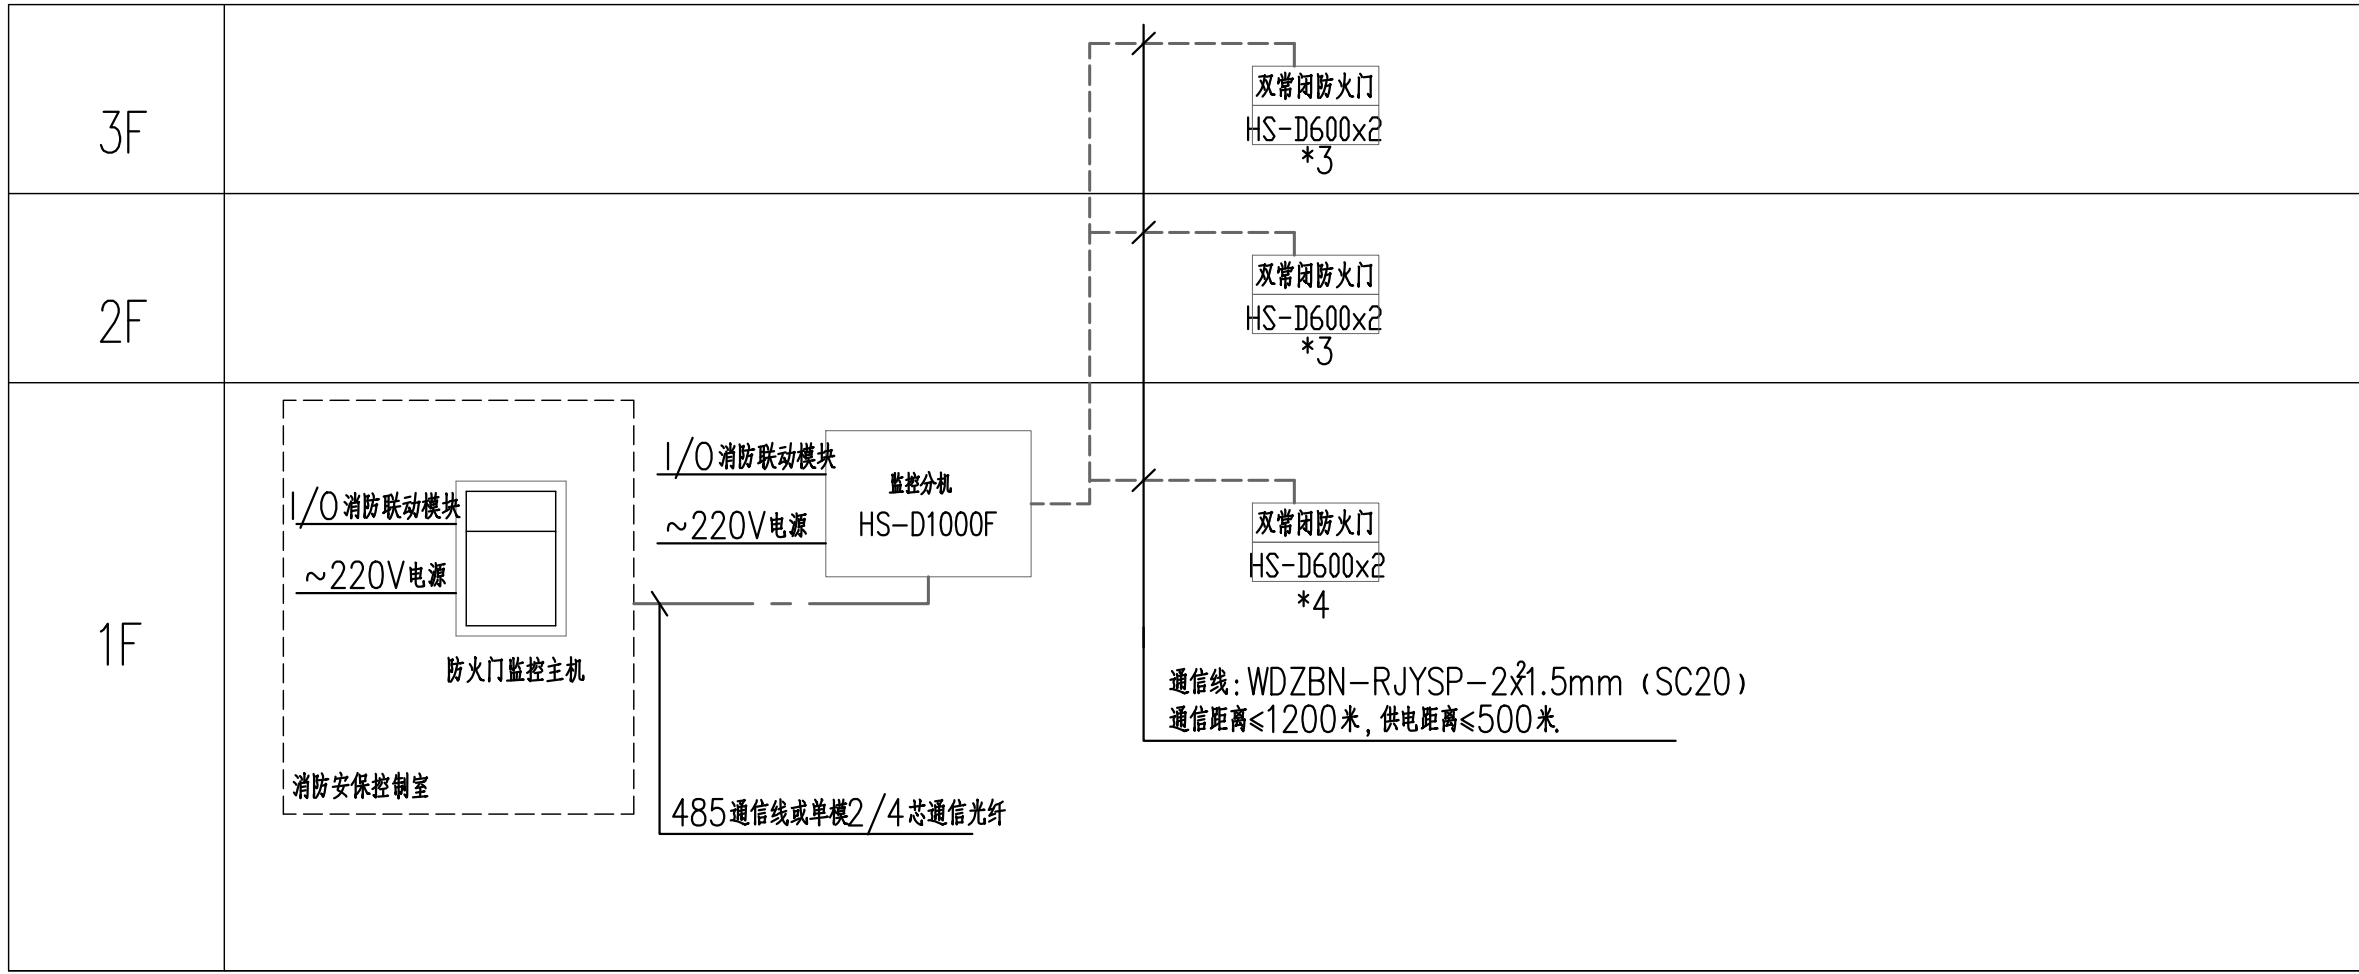 3F
双常闭防火门
HS-D600x2
*3
2F
双常闭防火门
HS-D600x2
*3
1F
I/O消防联动模块
~220V电源
防火门监控主机
消防安保控制室
I/O消防联动模块
~220V电源
监控分机
HS-D1000F
双常闭防火门
HS-D600x2
*4
通信线:WDZBN-RJYSP-2x1.5mm²(SC20)
通信距离≤1200米,供电距离≤500米.
485通信线或单模2/4芯通信光纤